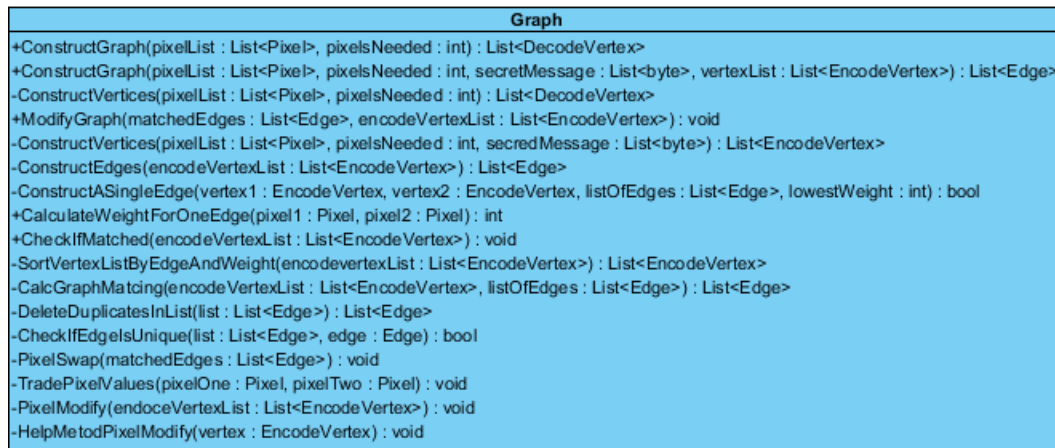 Graph
+ConstructGraph(pixelList : List<Pixel>, pixelsNeeded : int) : List<DecodeVertex>
+ConstructGraph(pixelList : List<Pixel>, pixelsNeeded : int, secretMessage : List<byte>, vertexList : List<EncodeVertex>) : List<Edge>
-ConstructVertices(pixelList : List<Pixel>, pixelsNeeded : int) : List<DecodeVertex>
+ModifyGraph(matchedEdges : List<Edge>, encodeVertexList : List<EncodeVertex>) : void
-ConstructVertices(pixelList : List<Pixel>, pixelsNeeded : int, secredMessage : List<byte>) : List<EncodeVertex>
-ConstructEdges(encodeVertexList : List<EncodeVertex>) : List<Edge>
-ConstructASingleEdge(vertex1 : EncodeVertex, vertex2 : EncodeVertex, listOfEdges : List<Edge>, lowestWeight : int) : bool
+CalculateWeightForOneEdge(pixel1 : Pixel, pixel2 : Pixel) : int
+CheckIfMatched(encodeVertexList : List<EncodeVertex>) : void
-SortVertexListByEdgeAndWeight(encodevertexList : List<EncodeVertex>) : List<EncodeVertex>
-CalcGraphMatcing(encodeVertexList : List<EncodeVertex>, listOfEdges : List<Edge>) : List<Edge>
-DeleteDuplicatesInList(list : List<Edge>) : List<Edge>
-CheckIfEdgeIsUnique(list : List<Edge>, edge : Edge) : bool
-PixelSwap(matchedEdges : List<Edge>) : void
-TradePixelValues(pixelOne : Pixel, pixelTwo : Pixel) : void
-PixelModify(endoceVertexList : List<EncodeVertex>) : void
-HelpMetodPixelModify(vertex : EncodeVertex) : void